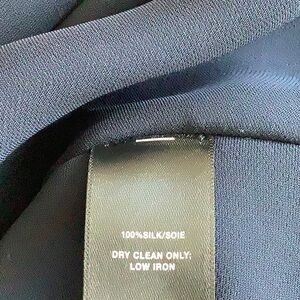 100%SILK/SOIE
DRY CLEAN ONLY;
LOW IRON